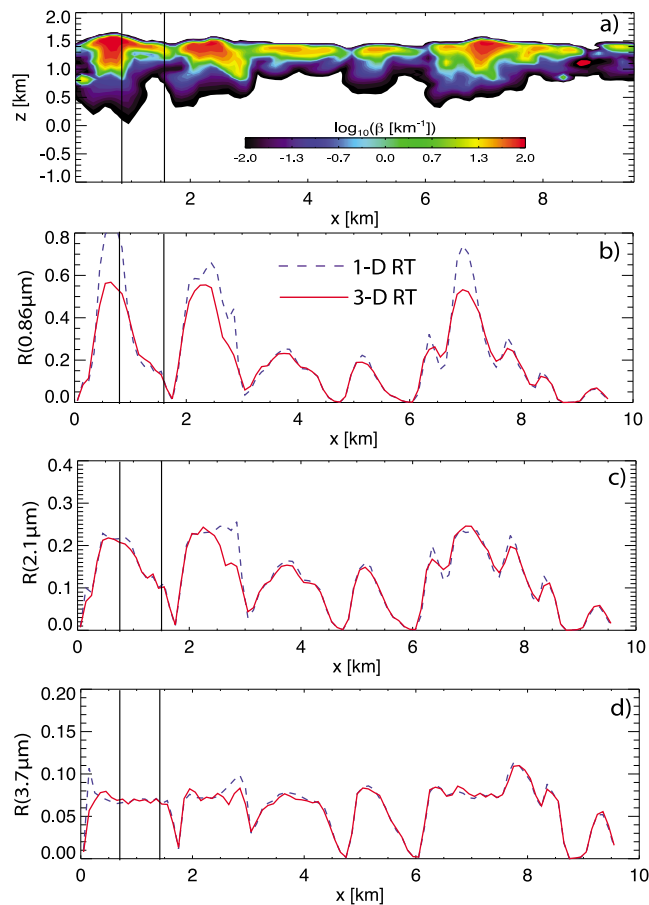 a)
z [km]
2.0
1.5
1.0
0.5
0.0
-0.5
-1.0
log10(β [km-1])
-2.0 -1.3 -0.7 0.0 0.7 1.3 2.0
2 4 6 8
x [km]
b)
R(0.86μm)
0.8
0.6
0.4
0.2
0.0
1-D RT
3-D RT
0 2 4 6 8 10
x [km]
c)
R(2.1μm)
0.4
0.3
0.2
0.1
0.0
0 2 4 6 8 10
x [km]
d)
R(3.7μm)
0.20
0.15
0.10
0.05
0.00
0 2 4 6 8 10
x [km]